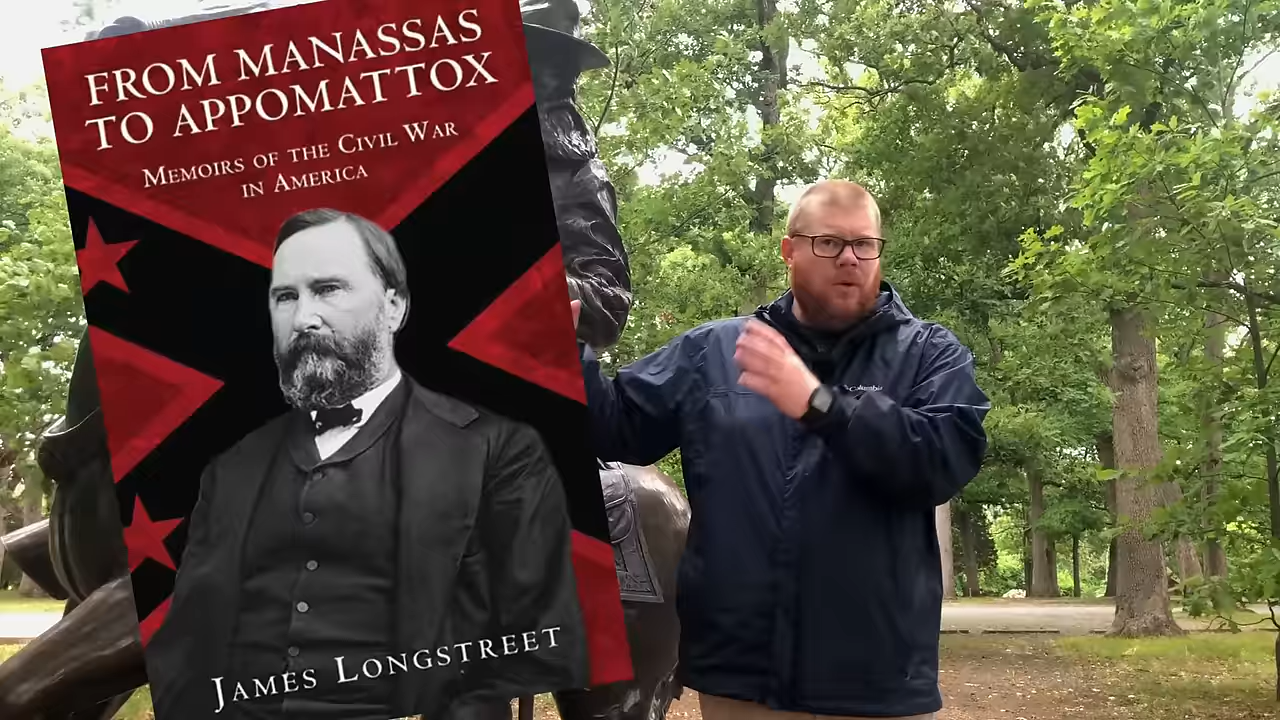 FROM MANASSAS
TO APPOMATTOX
MEMOIRS OF THE CIVIL WAR
IN AMERICA
JAMES LONGSTREET
Columbia